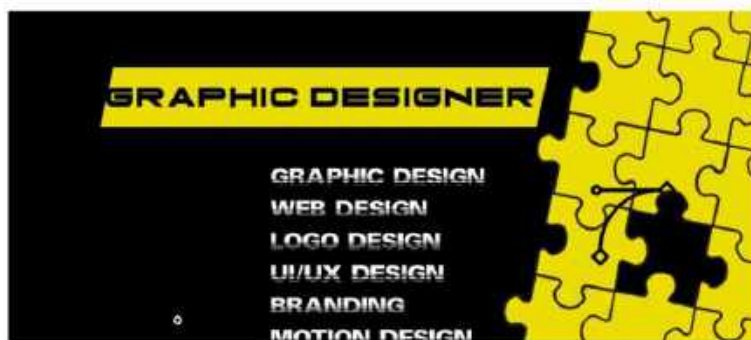 GRAPHIC DESIGNER
GRAPHIC DESIGN
WEB DESIGN
LOGO DESIGN
UI/UX DESIGN
BRANDING
MOTION DESIGN